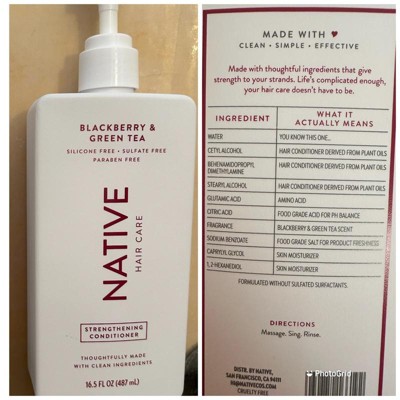 BLACKBERRY &
GREEN TEA
SILICONE FREE • SULFATE FREE
PARABEN FREE
NATIVE
HAIR CARE
STRENGTHENING
CONDITIONER
THOUGHTFULLY MADE
WITH CLEAN INGREDIENTS
16.5 FL OZ (487 mL)
MADE WITH ♥
CLEAN • SIMPLE • EFFECTIVE
Made with thoughtful ingredients that give
strength to your strands. Life's complicated enough,
your hair care doesn't have to be.
INGREDIENT WHAT IT ACTUALLY MEANS
WATER YOU KNOW THIS ONE...
CETYL ALCOHOL HAIR CONDITIONER DERIVED FROM PLANT OILS
BEHENAMIDOPROPYL DIMETHYLAMINE HAIR CONDITIONER DERIVED FROM PLANT OILS
STEARYL ALCOHOL HAIR CONDITIONER DERIVED FROM PLANT OILS
GLUTAMIC ACID AMINO ACID
CITRIC ACID FOOD GRADE ACID FOR PH BALANCE
FRAGRANCE BLACKBERRY & GREEN TEA SCENT
SODIUM BENZOATE FOOD GRADE SALT FOR PRODUCT FRESHNESS
CAPRYLYL GLYCOL SKIN MOISTURIZER
1, 2-HEXANEDIOL SKIN MOISTURIZER
FORMULATED WITHOUT SULFATED SURFACTANTS.
DIRECTIONS
Massage. Sing. Rinse.
DISTR. BY NATIVE,
SAN FRANCISCO, CA 94111
HI@NATIVECOS.COM
CRUELTY FREE
PhotoGrid